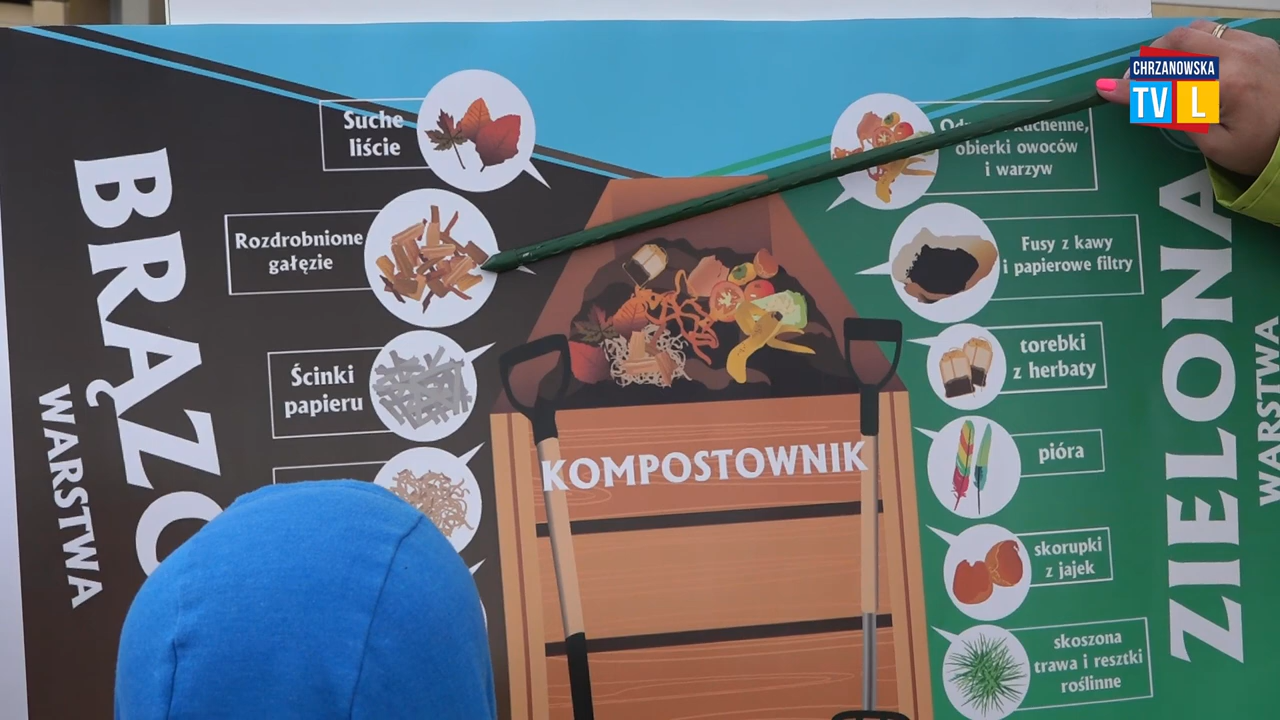 CHRZANOWSKA
TV L
BRĄZO
WARSTWA
Suche
liście
Rozdrobnione
gałęzie
Ścinki
papieru
KOMPOSTOWNIK
kuchenne,
obierki owoców
i warzyw
Fusy z kawy
i papierowe filtry
torebki
z herbaty
pióra
skorupki
z jajek
skoszona
trawa i resztki
roślinne
ZIELONA
WARSTWA